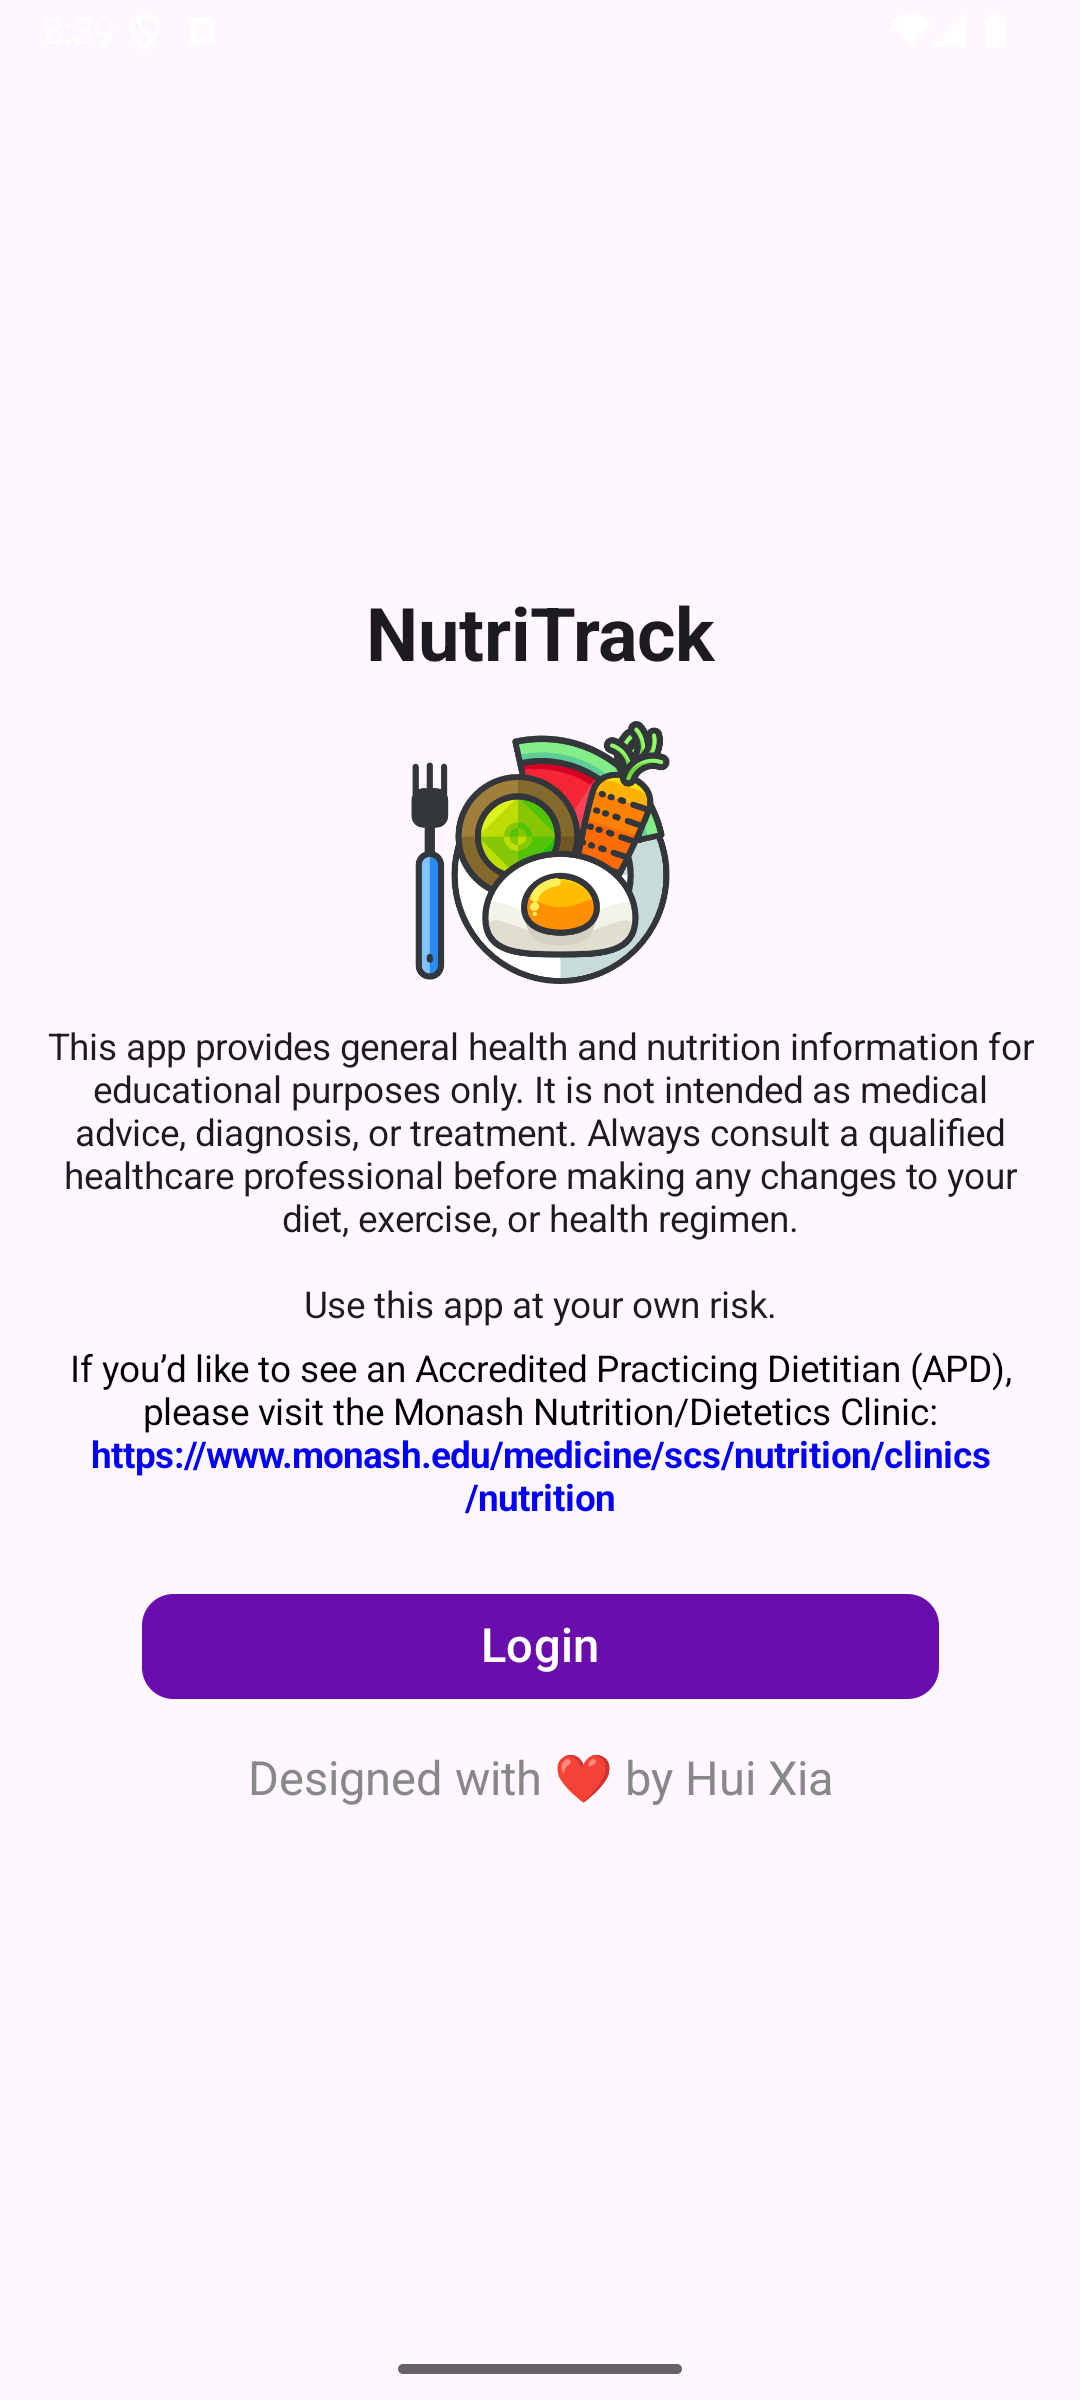 8:39
NutriTrack
This app provides general health and nutrition information for
educational purposes only. It is not intended as medical
advice, diagnosis, or treatment. Always consult a qualified
healthcare professional before making any changes to your
diet, exercise, or health regimen.
Use this app at your own risk.
If you’d like to see an Accredited Practicing Dietitian (APD),
please visit the Monash Nutrition/Dietetics Clinic:
https://www.monash.edu/medicine/scs/nutrition/clinics
/nutrition
Login
Designed with ❤️ by Hui Xia